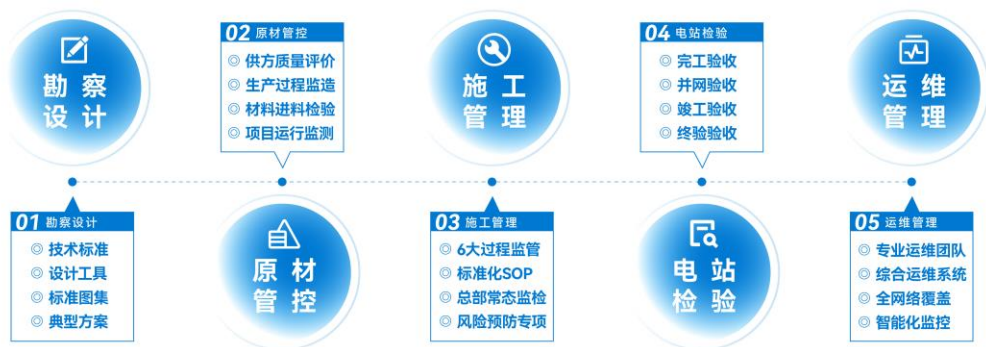 勘察
设计
01 勘察设计
技术标准
设计工具
标准图集
典型方案
02 原材管控
供方质量评价
生产过程监造
材料进料检验
项目运行监测
原材
管控
施工
管理
03 施工管理
6大过程监管
标准化SOP
总部常态监检
风险预防专项
04 电站检验
完工验收
并网验收
竣工验收
终验验收
电站
检验
运维
管理
05 运维管理
专业运维团队
综合运维系统
全网络覆盖
智能化监控